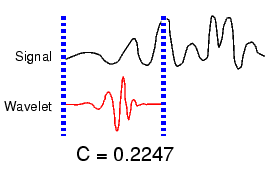 Signal
Wavelet
C = 0.2247